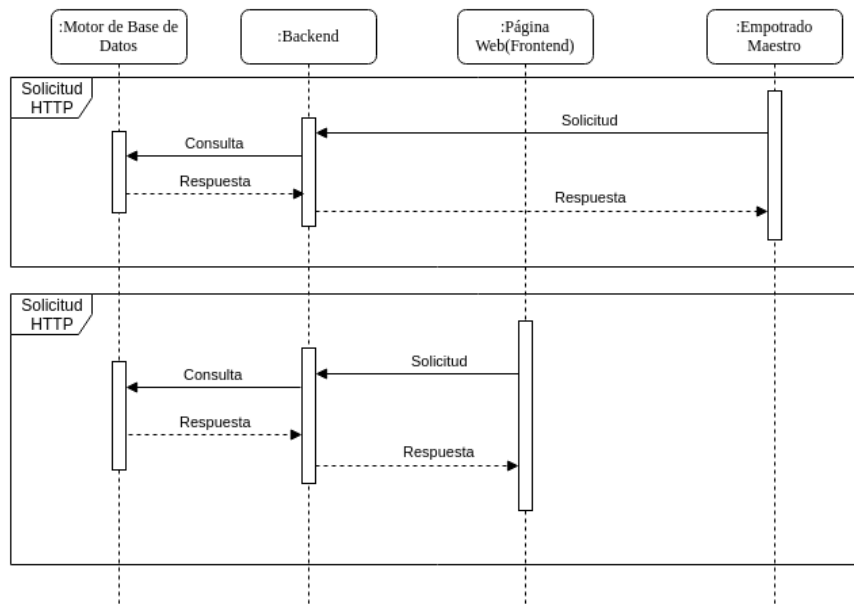 :Motor de Base de
Datos
:Backend
:Página
Web(Frontend)
:Empotrado
Maestro
Solicitud
HTTP
Solicitud
Consulta
Respuesta
Respuesta
Solicitud
HTTP
Solicitud
Consulta
Respuesta
Respuesta